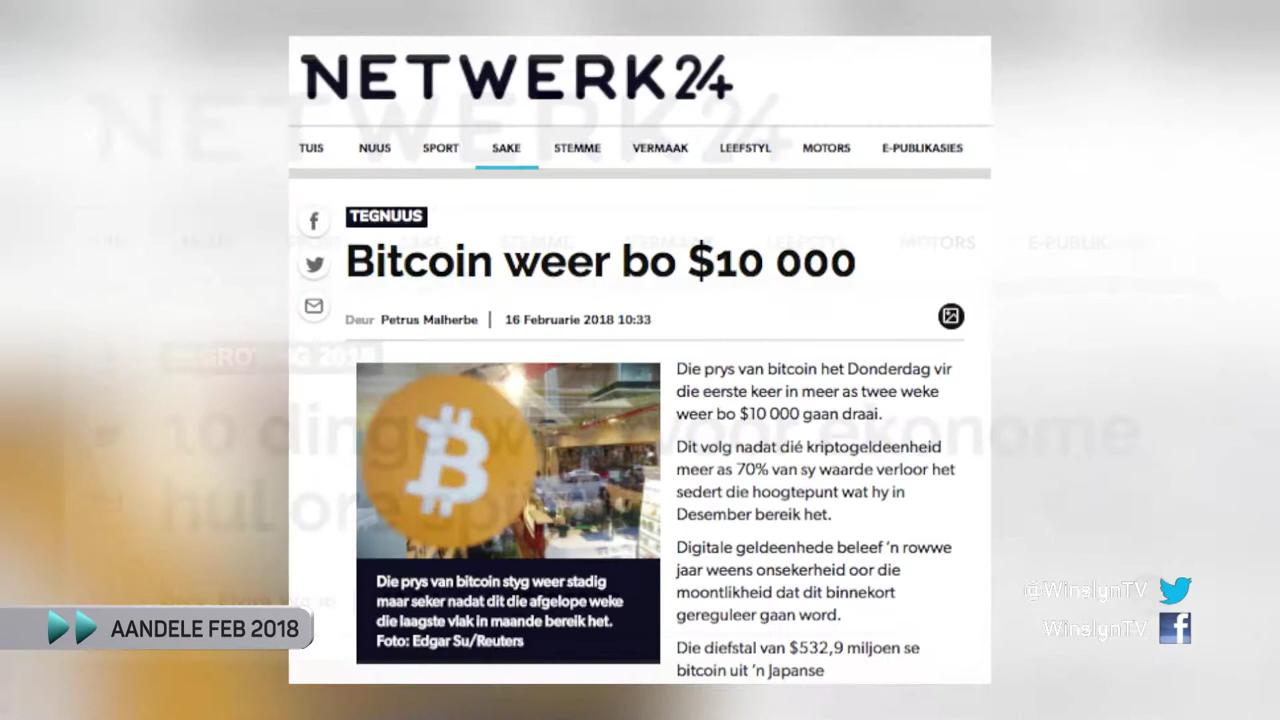 NETWERK24
TUIS NUUS SPORT SAKE STEMME VERMAAK LEEFSTYL MOTORS E-PUBLIKASIES
TEGNUUS
Bitcoin weer bo $10 000
Deur Petrus Malherbe | 16 Februarie 2018 10:33
Die prys van bitcoin het Donderdag vir
die eerste keer in meer as twee weke
weer bo $10 000 gaan draai.
Dit volg nadat dié kriptogeldeenheid
meer as 70% van sy waarde verloor het
sedert die hoogtepunt wat hy in
Desember bereik het.
Digitale geldeenhede beleef 'n rowwe
jaar weens onsekerheid oor die
moontlikheid dat dit binnekort
gereguleer gaan word.
Die diefstal van $532,9 miljoen se
bitcoin uit 'n Japanse
Die prys van bitcoin styg weer stadig
maar seker nadat dit die afgelope weke
die laagste vlak in maande bereik het.
Foto: Edgar Su/Reuters
AANDELE FEB 2018
@WinslynTV
WinslynTV